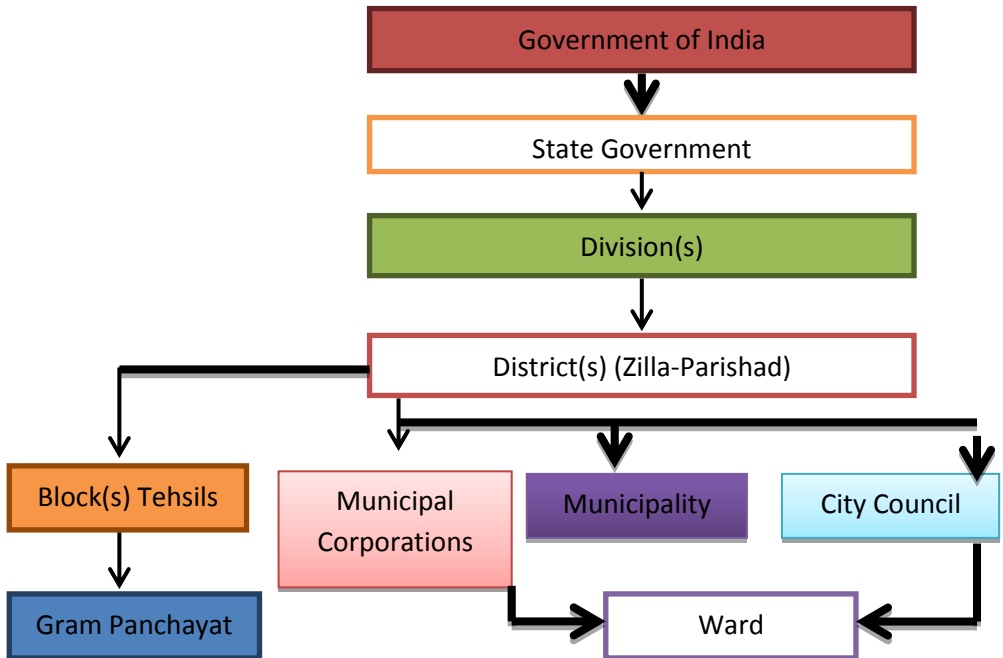 Government of India
State Government
Division(s)
District(s) (Zilla-Parishad)
Block(s) Tehsils
Municipal
Corporations
Municipality
City Council
Gram Panchayat
Ward